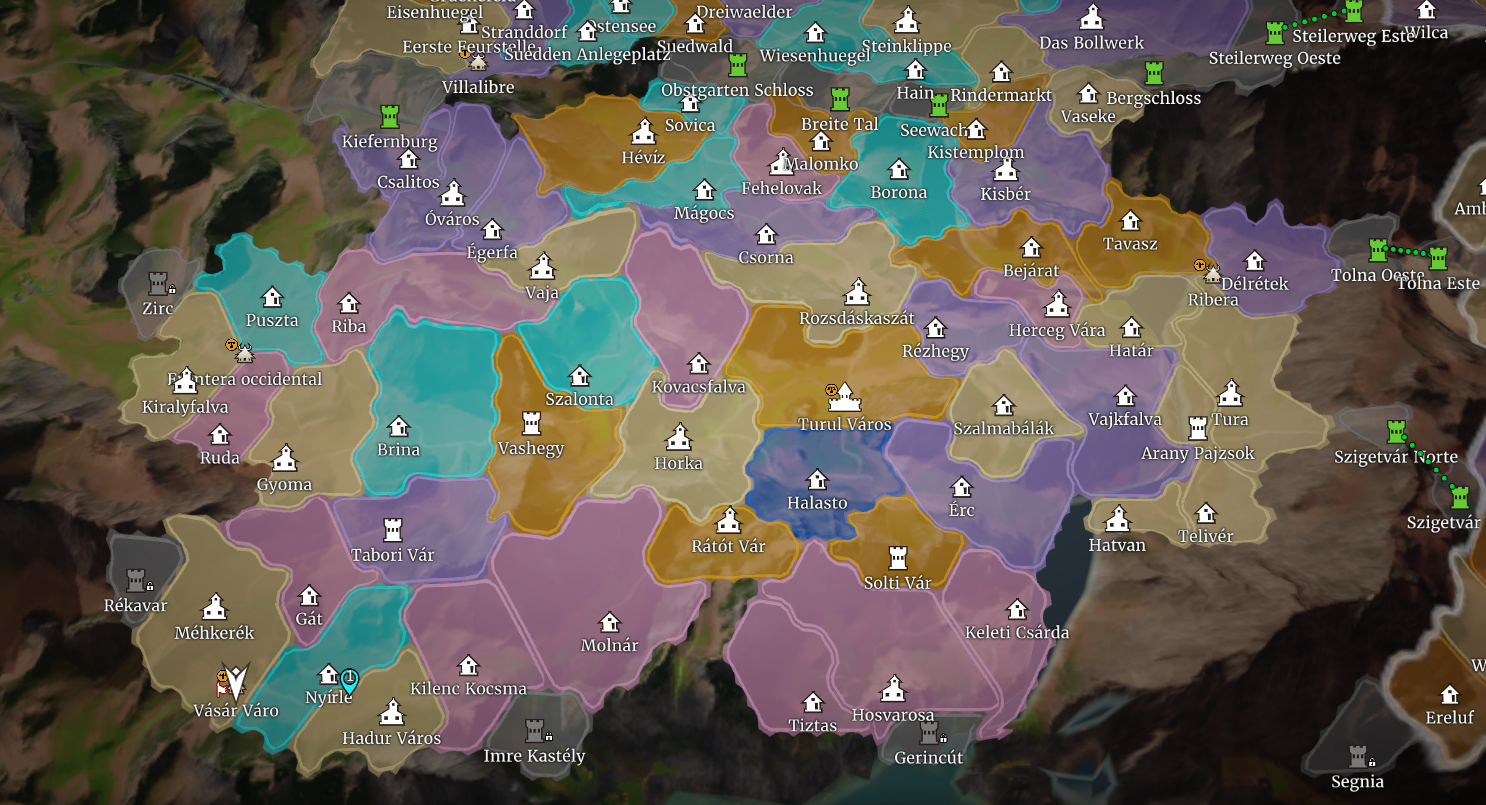 Eisenhuegel
Stranddorf
Ostensee
Dreiwaelder
Eerste Feurstelle
Suedden Anlegeplatz
Suedwald
Wiesenhuegel
Steinklippe
Das Bollwerk
Steilerweg Este
Wilca
Steilerweg Oeste
Villalibre
Obstgarten Schloss
Hain
Rindermarkt
Bergschloss
Vaseke
Kiefernburg
Sovica
Breite Tal
Seewach
Kistemplom
Hévíz
Malomko
Csalitos
Fehelovak
Borona
Kisbér
Óváros
Mágocs
Égerfa
Csorna
Tavasz
Bejárat
Vaja
Délrétek
Tolna Oeste
Tolna Este
Ribera
Zirc
Puszta
Riba
Rozsdáskaszát
Herceg Vára
Rézhegy
Határ
Frontera occidental
Kiralyfalva
Szalonta
Kovacsfalva
Turul Város
Szalmabálák
Vajkfalva
Tura
Ruda
Brina
Vashegy
Horka
Arany Pajzsok
Szigetvár Norte
Gyoma
Halasto
Érc
Szigetvár
Tabori Vár
Rátót Vár
Hatvan
Telivér
Solti Vár
Rékavar
Méhkerék
Gát
Molnár
Keleti Csárda
Vásár Váro
Nyírle
1
Kilenc Kocsma
Hadur Város
Tiztas
Hosvarosa
Imre Kastély
Gerincút
Ereluf
Segnia